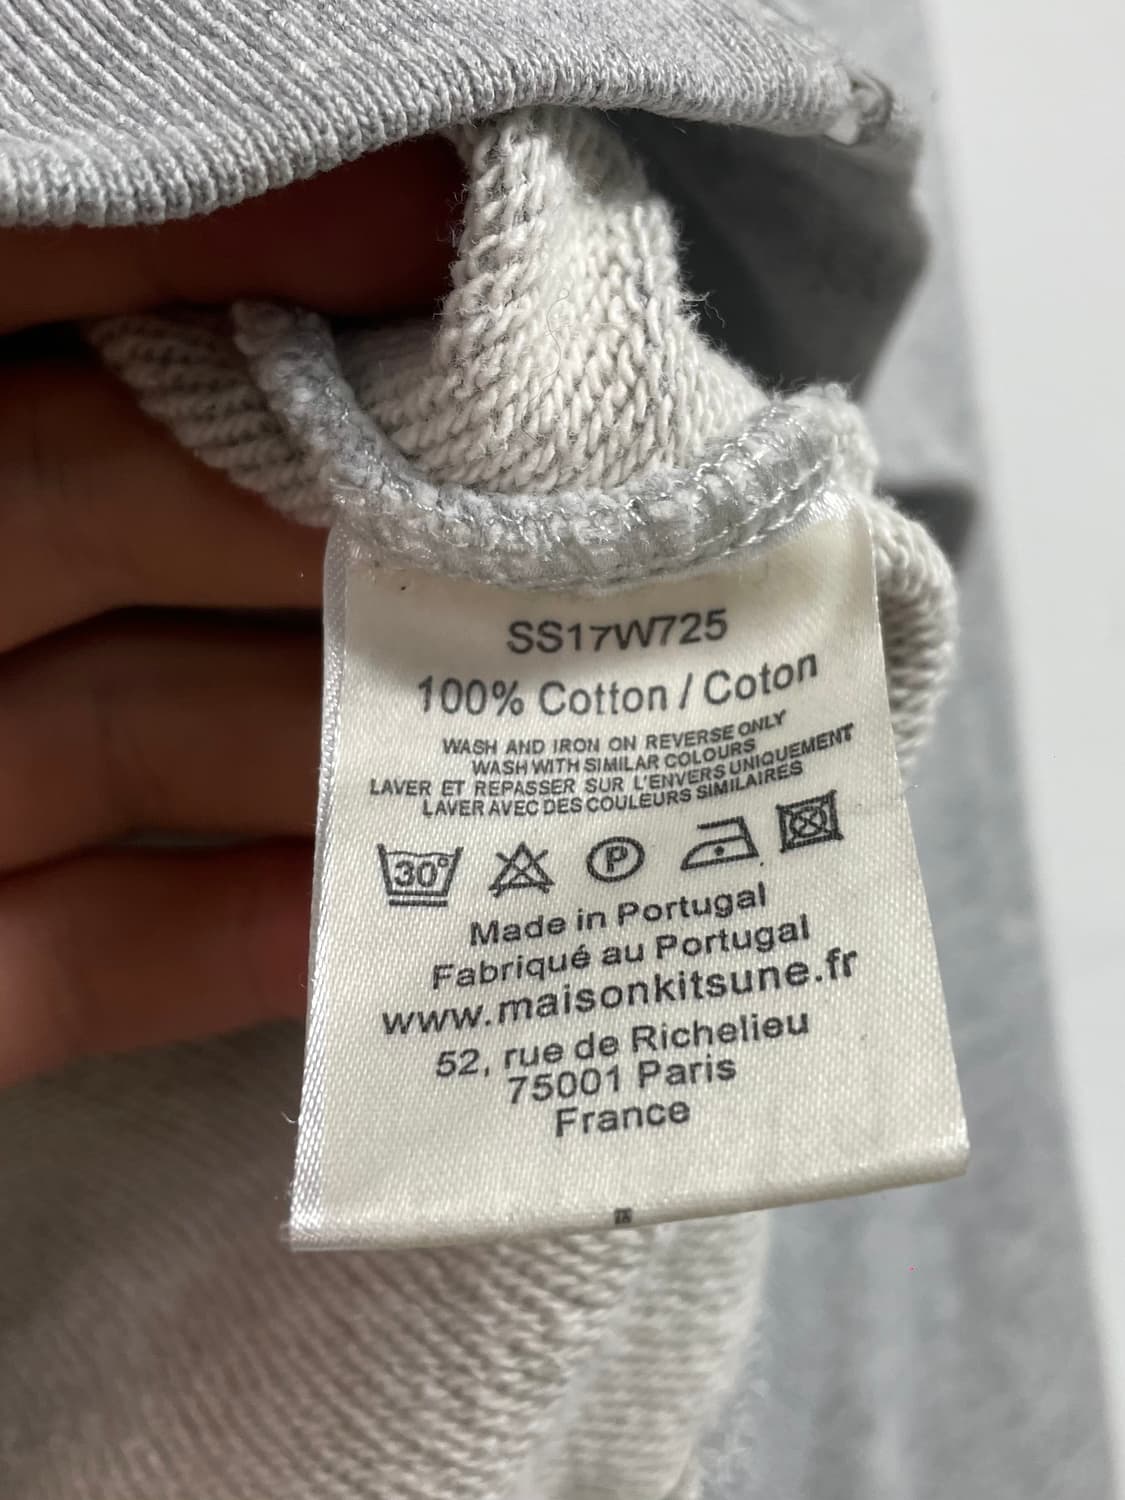 SS17W725
100% Cotton / Coton
WASH AND IRON ON REVERSE ONLY
WASH WITH SIMILAR COLOURS
LAVER ET REPASSER SUR L'ENVERS UNIQUEMENT
LAVER AVEC DES COULEURS SIMILAIRES
30° P
Made in Portugal
Fabriqué au Portugal
www.maisonkitsune.fr
52, rue de Richelieu
75001 Paris
France